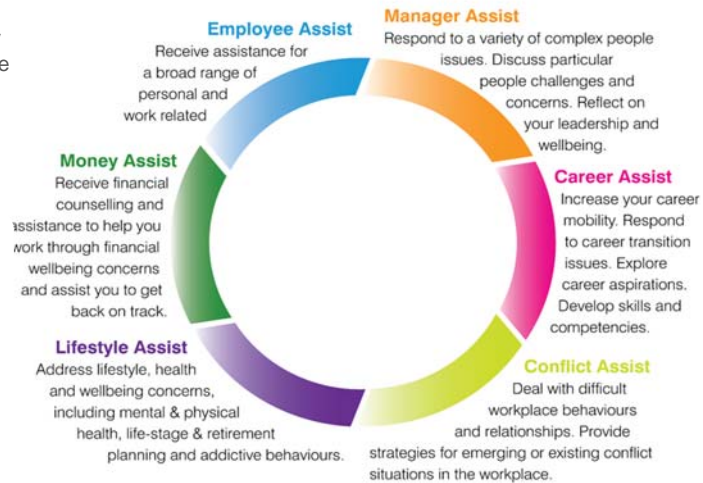 Employee Assist
Receive assistance for
a broad range of
personal and
work related
Manager Assist
Respond to a variety of complex people
issues. Discuss particular
people challenges and
concerns. Reflect on
your leadership and
wellbeing.
Career Assist
Increase your career
mobility. Respond
to career transition
issues. Explore
career aspirations.
Develop skills and
competencies.
Conflict Assist
Deal with difficult
workplace behaviours
and relationships. Provide
strategies for emerging or existing conflict
situations in the workplace.
Lifestyle Assist
Address lifestyle, health
and wellbeing concerns,
including mental & physical
health, life-stage & retirement
planning and addictive behaviours.
Money Assist
Receive financial
counselling and
assistance to help you
work through financial
wellbeing concerns
and assist you to get
back on track.